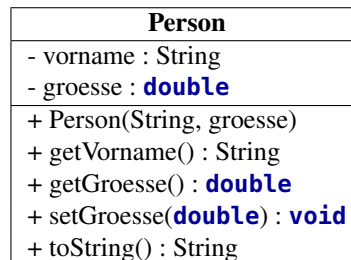 Person
- vorname : String
- groesse : double
+ Person(String, groesse)
+ getVorname() : String
+ getGroesse() : double
+ setGroesse(double) : void
+ toString() : String